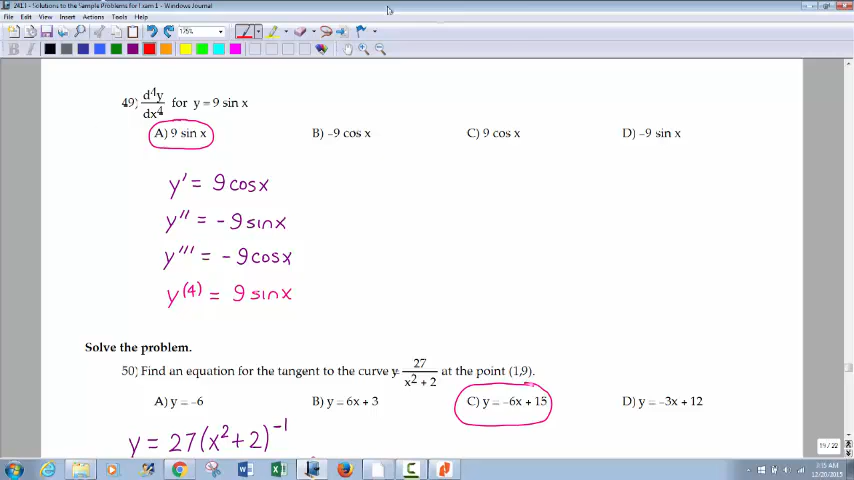 2413 - Solutions to the Sample Problems for Exam 1 - Windows Journal
File Edit View Insert Actions Tools Help
175%
49) d⁴y/dx⁴ for y = 9 sin x
A) 9 sin x B) -9 cos x C) 9 cos x D) -9 sin x
y' = 9cosx
y'' = -9sinx
y''' = -9cosx
y⁽⁴⁾ = 9sinx
Solve the problem.
50) Find an equation for the tangent to the curve y = 27/(x² + 2) at the point (1,9).
A) y = -6 B) y = 6x + 3 C) y = -6x + 15 D) y = -3x + 12
y = 27(x²+2)⁻¹
19 / 22
3:15 AM
12/20/2015